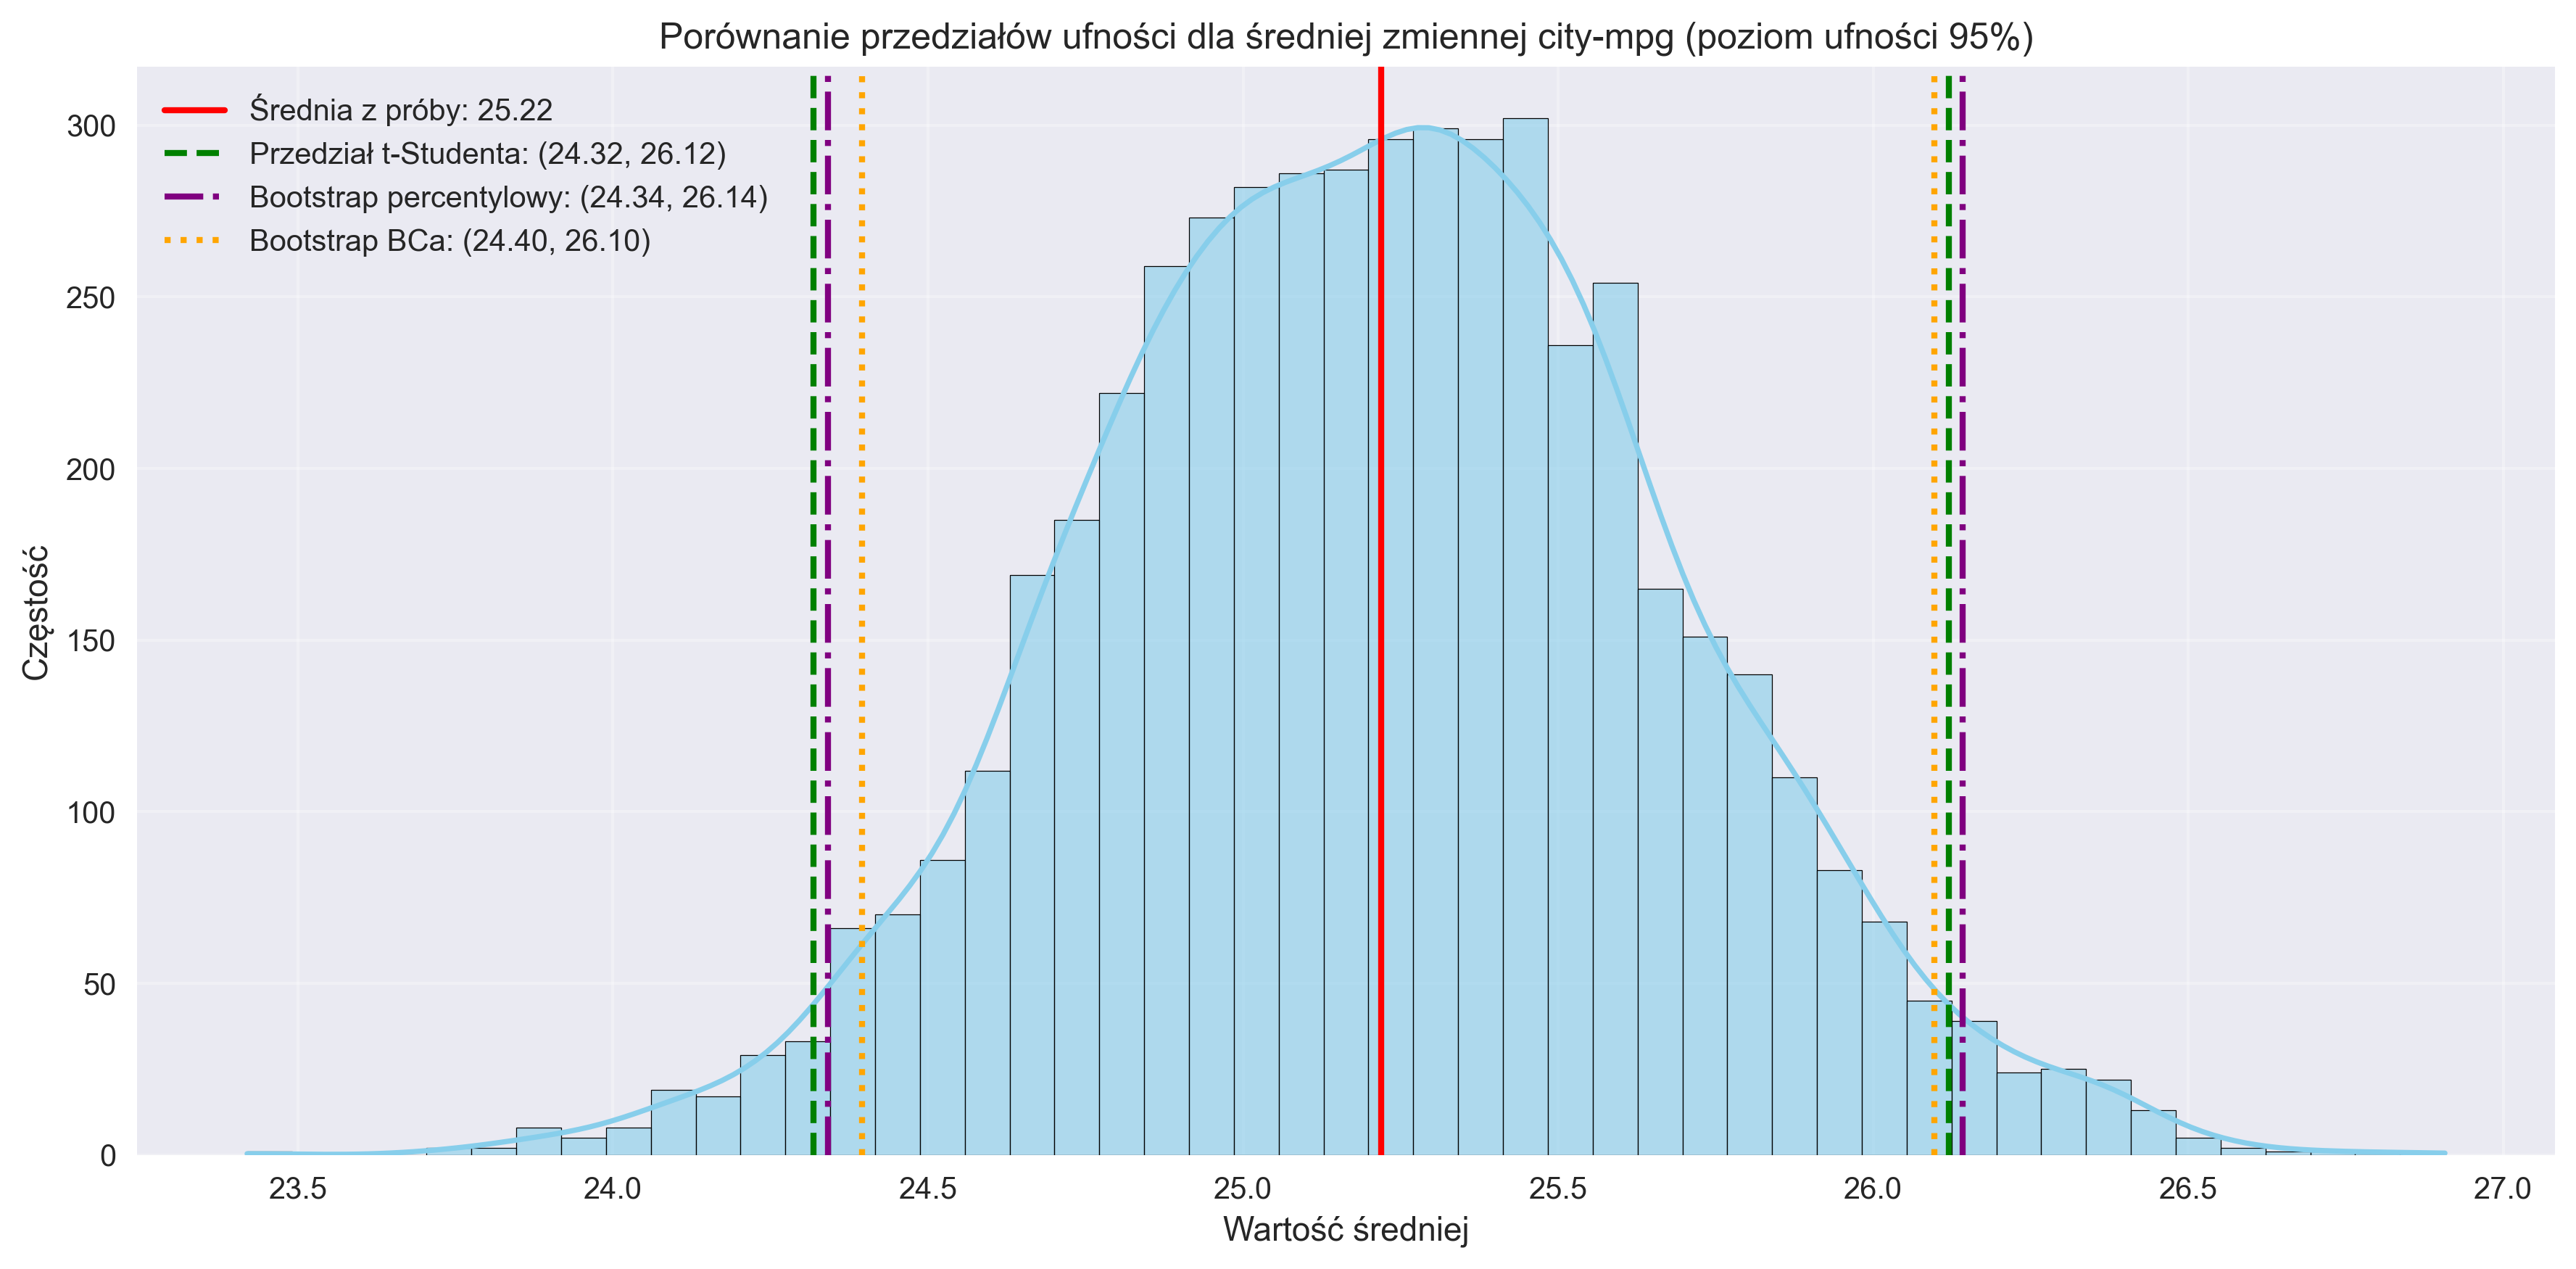 Porównanie przedziałów ufności dla średniej zmiennej city-mpg (poziom ufności 95%)
Średnia z próby: 25.22
Przedział t-Studenta: (24.32, 26.12)
Bootstrap percentylowy: (24.34, 26.14)
Bootstrap BCa: (24.40, 26.10)
Częstość
300
250
200
150
100
50
0
23.5 24.0 24.5 25.0 25.5 26.0 26.5 27.0
Wartość średniej